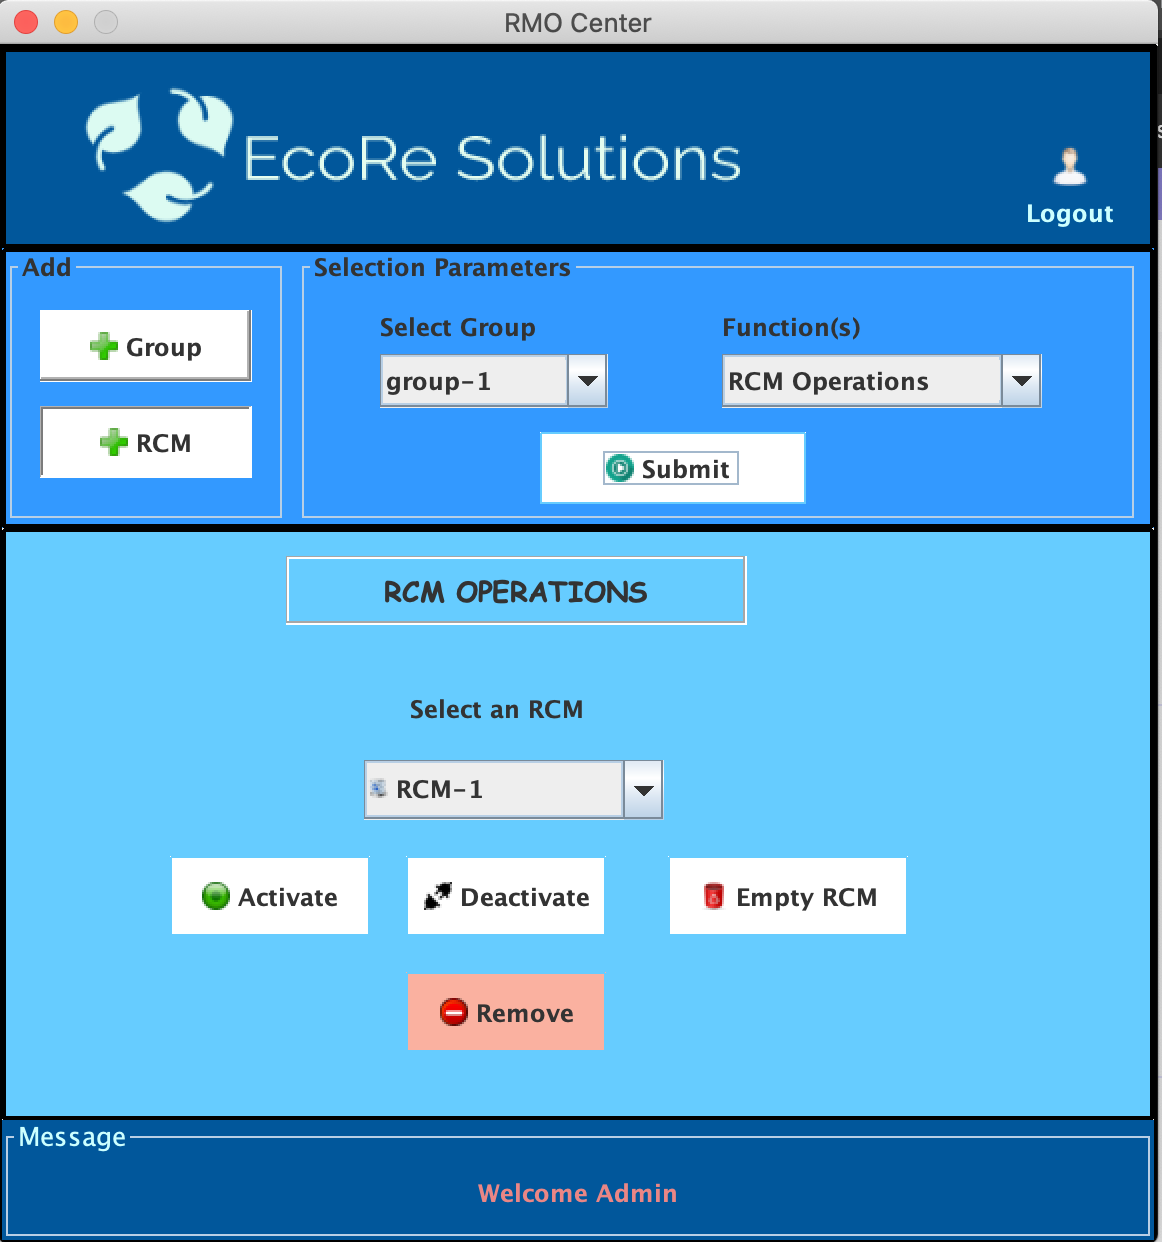 RMO Center
EcoRe Solutions
Logout
Add
Group
RCM
Selection Parameters
Select Group
Function(s)
group-1
RCM Operations
Submit
RCM OPERATIONS
Select an RCM
RCM-1
Activate
Deactivate
Empty RCM
Remove
Message
Welcome Admin